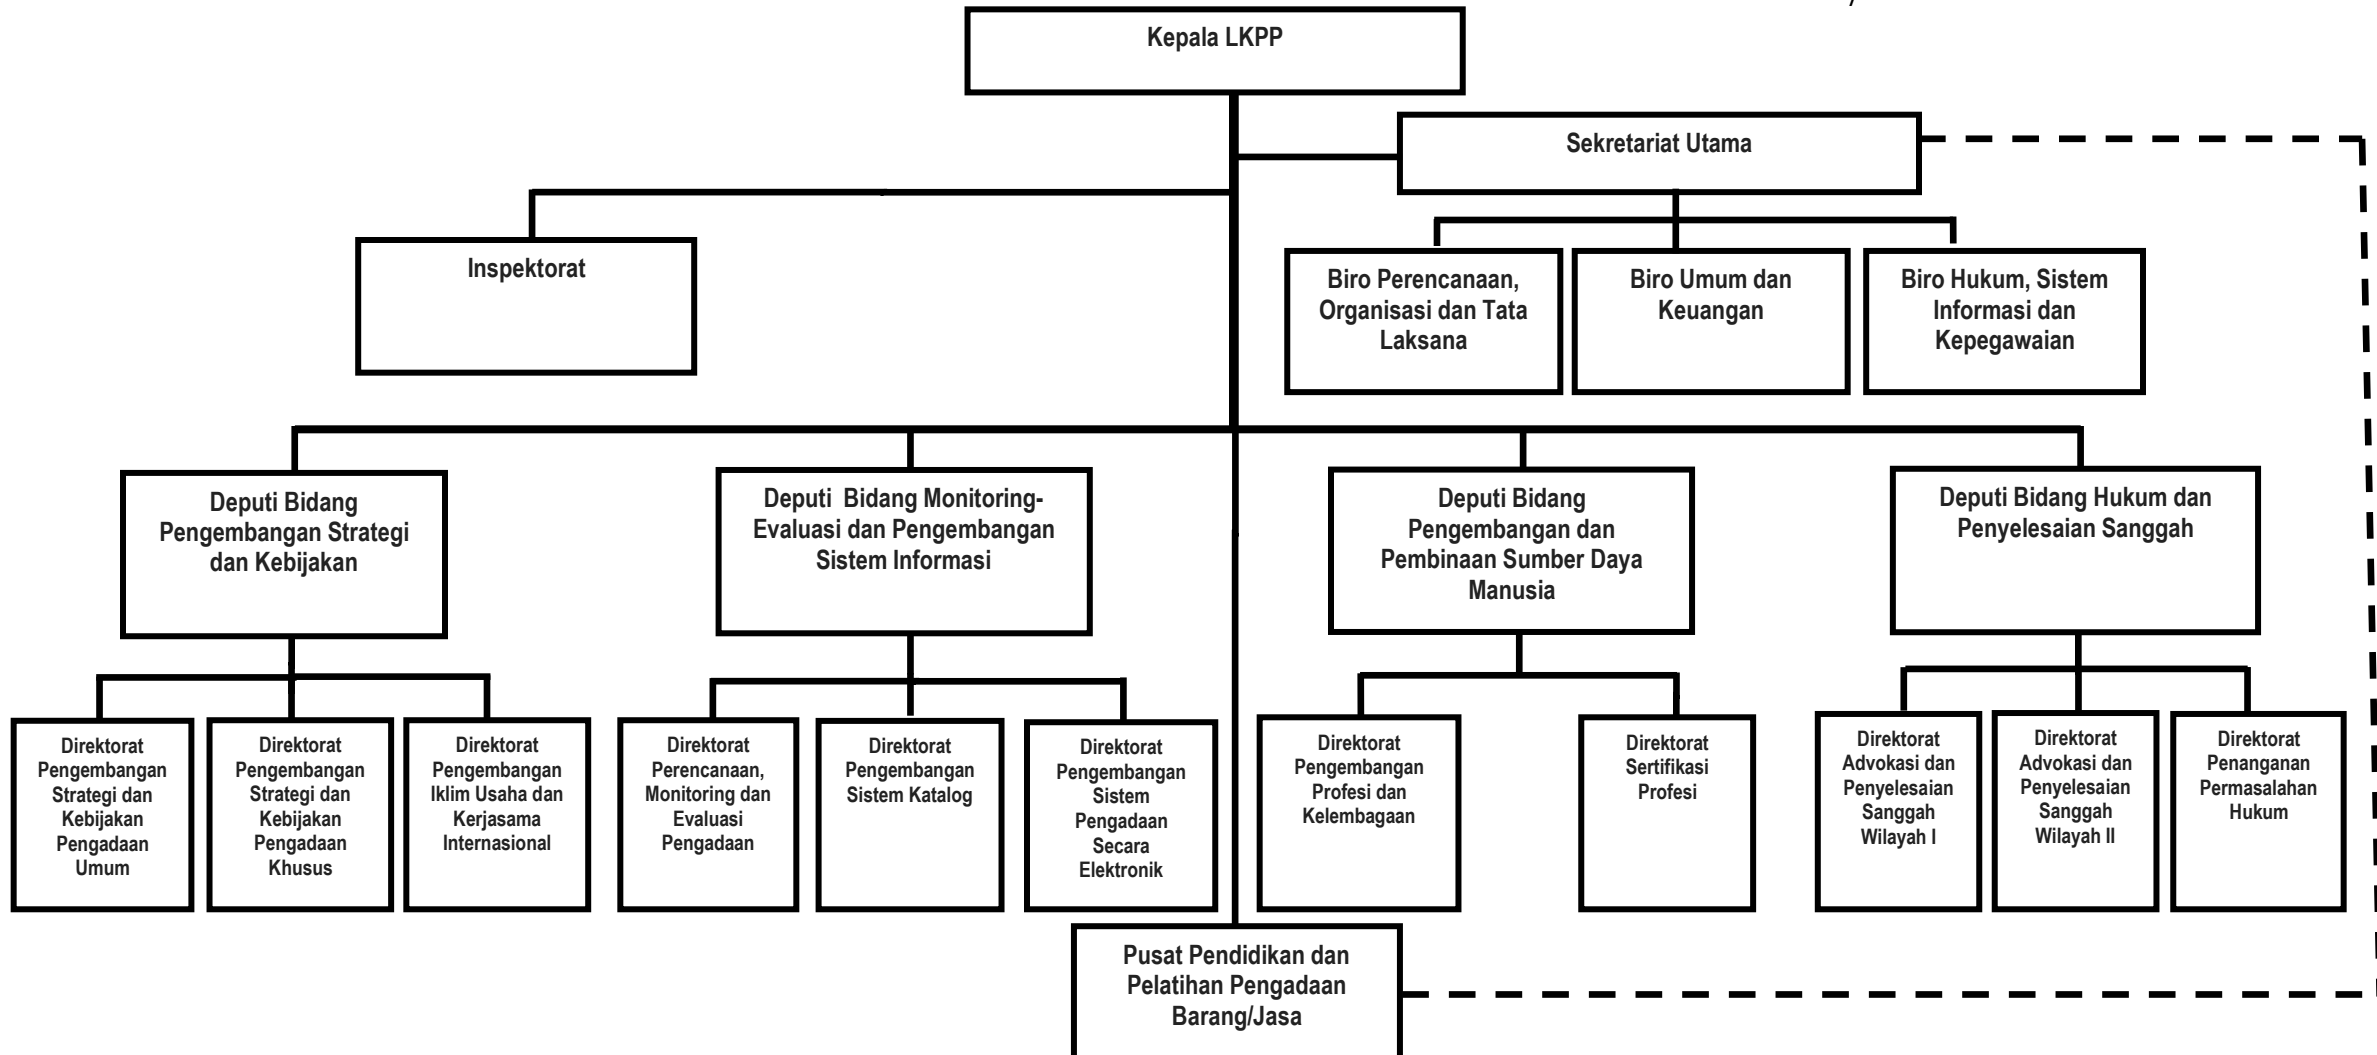 Kepala LKPP
Sekretariat Utama
Inspektorat
Biro Perencanaan,
Organisasi dan Tata
Laksana
Biro Umum dan
Keuangan
Biro Hukum, Sistem
Informasi dan
Kepegawaian
Deputi Bidang
Pengembangan Strategi
dan Kebijakan
Deputi Bidang Monitoring-
Evaluasi dan Pengembangan
Sistem Informasi
Deputi Bidang
Pengembangan dan
Pembinaan Sumber Daya
Manusia
Deputi Bidang Hukum dan
Penyelesaian Sanggah
Direktorat
Pengembangan
Strategi dan
Kebijakan
Pengadaan
Umum
Direktorat
Pengembangan
Strategi dan
Kebijakan
Pengadaan
Khusus
Direktorat
Pengembangan
Iklim Usaha dan
Kerjasama
Internasional
Direktorat
Perencanaan,
Monitoring dan
Evaluasi
Pengadaan
Direktorat
Pengembangan
Sistem Katalog
Direktorat
Pengembangan
Sistem
Pengadaan
Secara
Elektronik
Direktorat
Pengembangan
Profesi dan
Kelembagaan
Direktorat
Sertifikasi
Profesi
Direktorat
Advokasi dan
Penyelesaian
Sanggah
Wilayah I
Direktorat
Advokasi dan
Penyelesaian
Sanggah
Wilayah II
Direktorat
Penanganan
Permasalahan
Hukum
Pusat Pendidikan dan
Pelatihan Pengadaan
Barang/Jasa